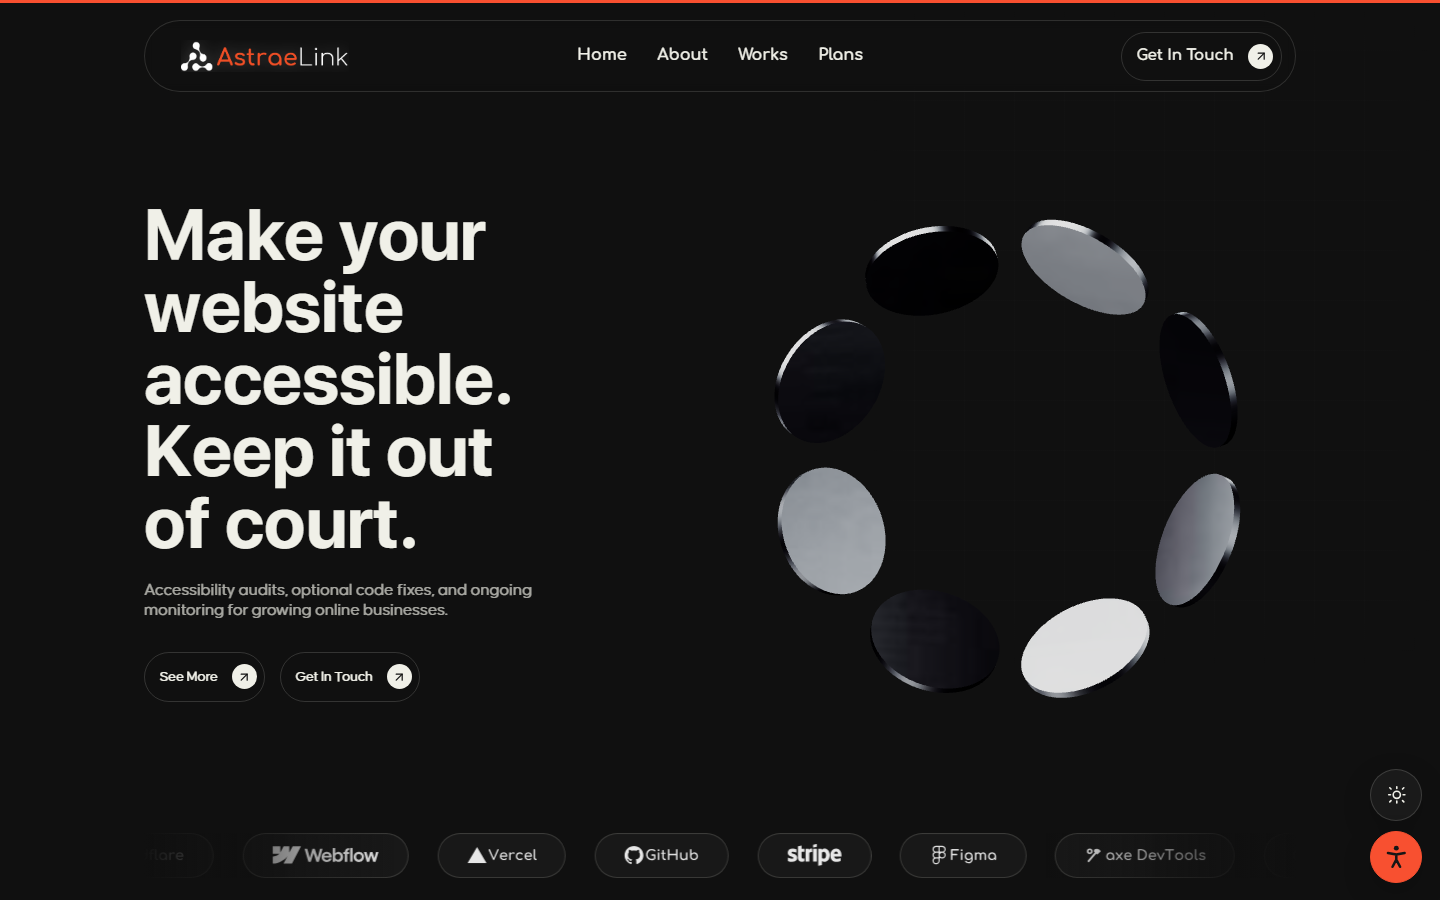 AstraeLink
Home
About
Works
Plans
Get In Touch
Make your
website
accessible.
Keep it out
of court.
Accessibility audits, optional code fixes, and ongoing
monitoring for growing online businesses.
See More
Get In Touch
Webflow
Vercel
GitHub
stripe
Figma
axe DevTools